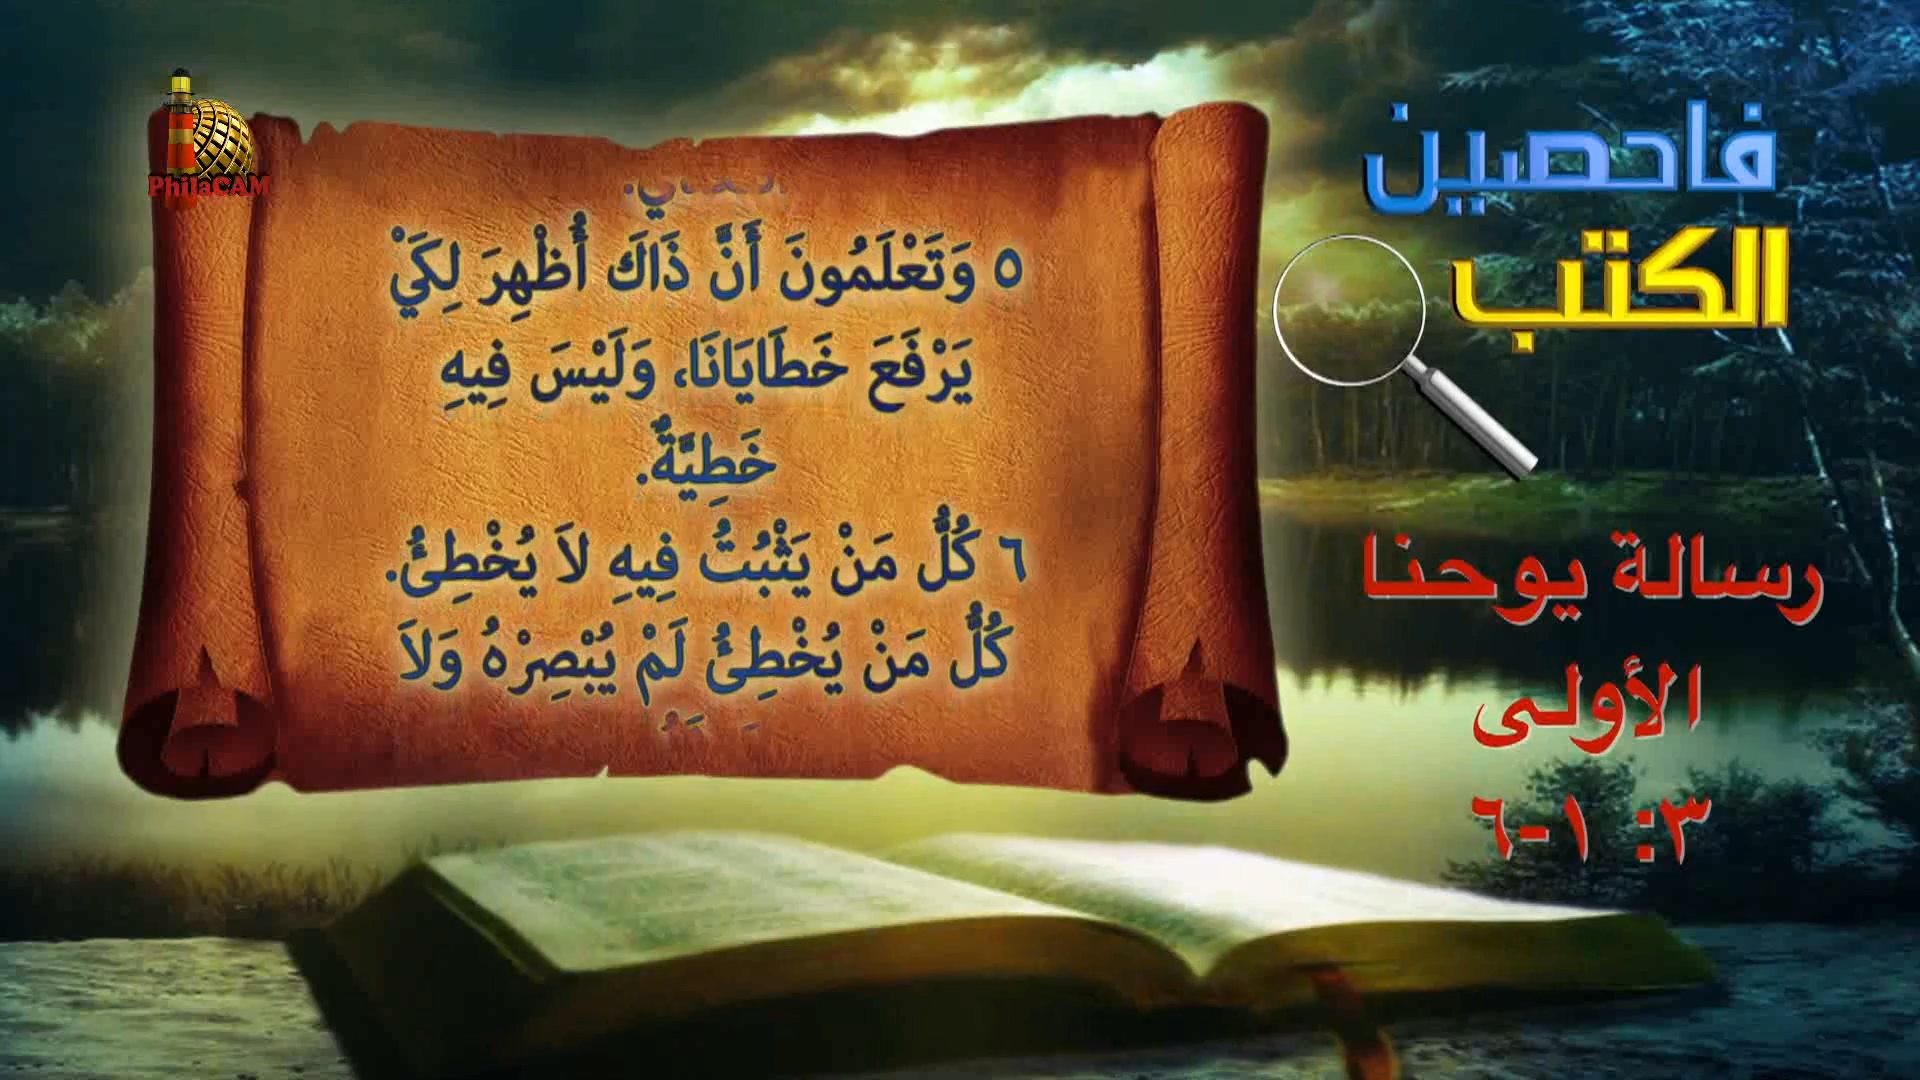 PhilaCAM
٥ وَتَعْلَمُونَ أَنَّ ذَاكَ أُظْهِرَ لِكَيْ
يَرْفَعَ خَطَايَانَا، وَلَيْسَ فِيهِ
خَطِيَّةٌ.
٦ كُلُّ مَنْ يَثْبُتُ فِيهِ لاَ يُخْطِئُ.
كُلُّ مَنْ يُخْطِئُ لَمْ يُبْصِرْهُ وَلاَ
فاحصين
الكتب
رسالة يوحنا
الأولى
٣: ١-٦